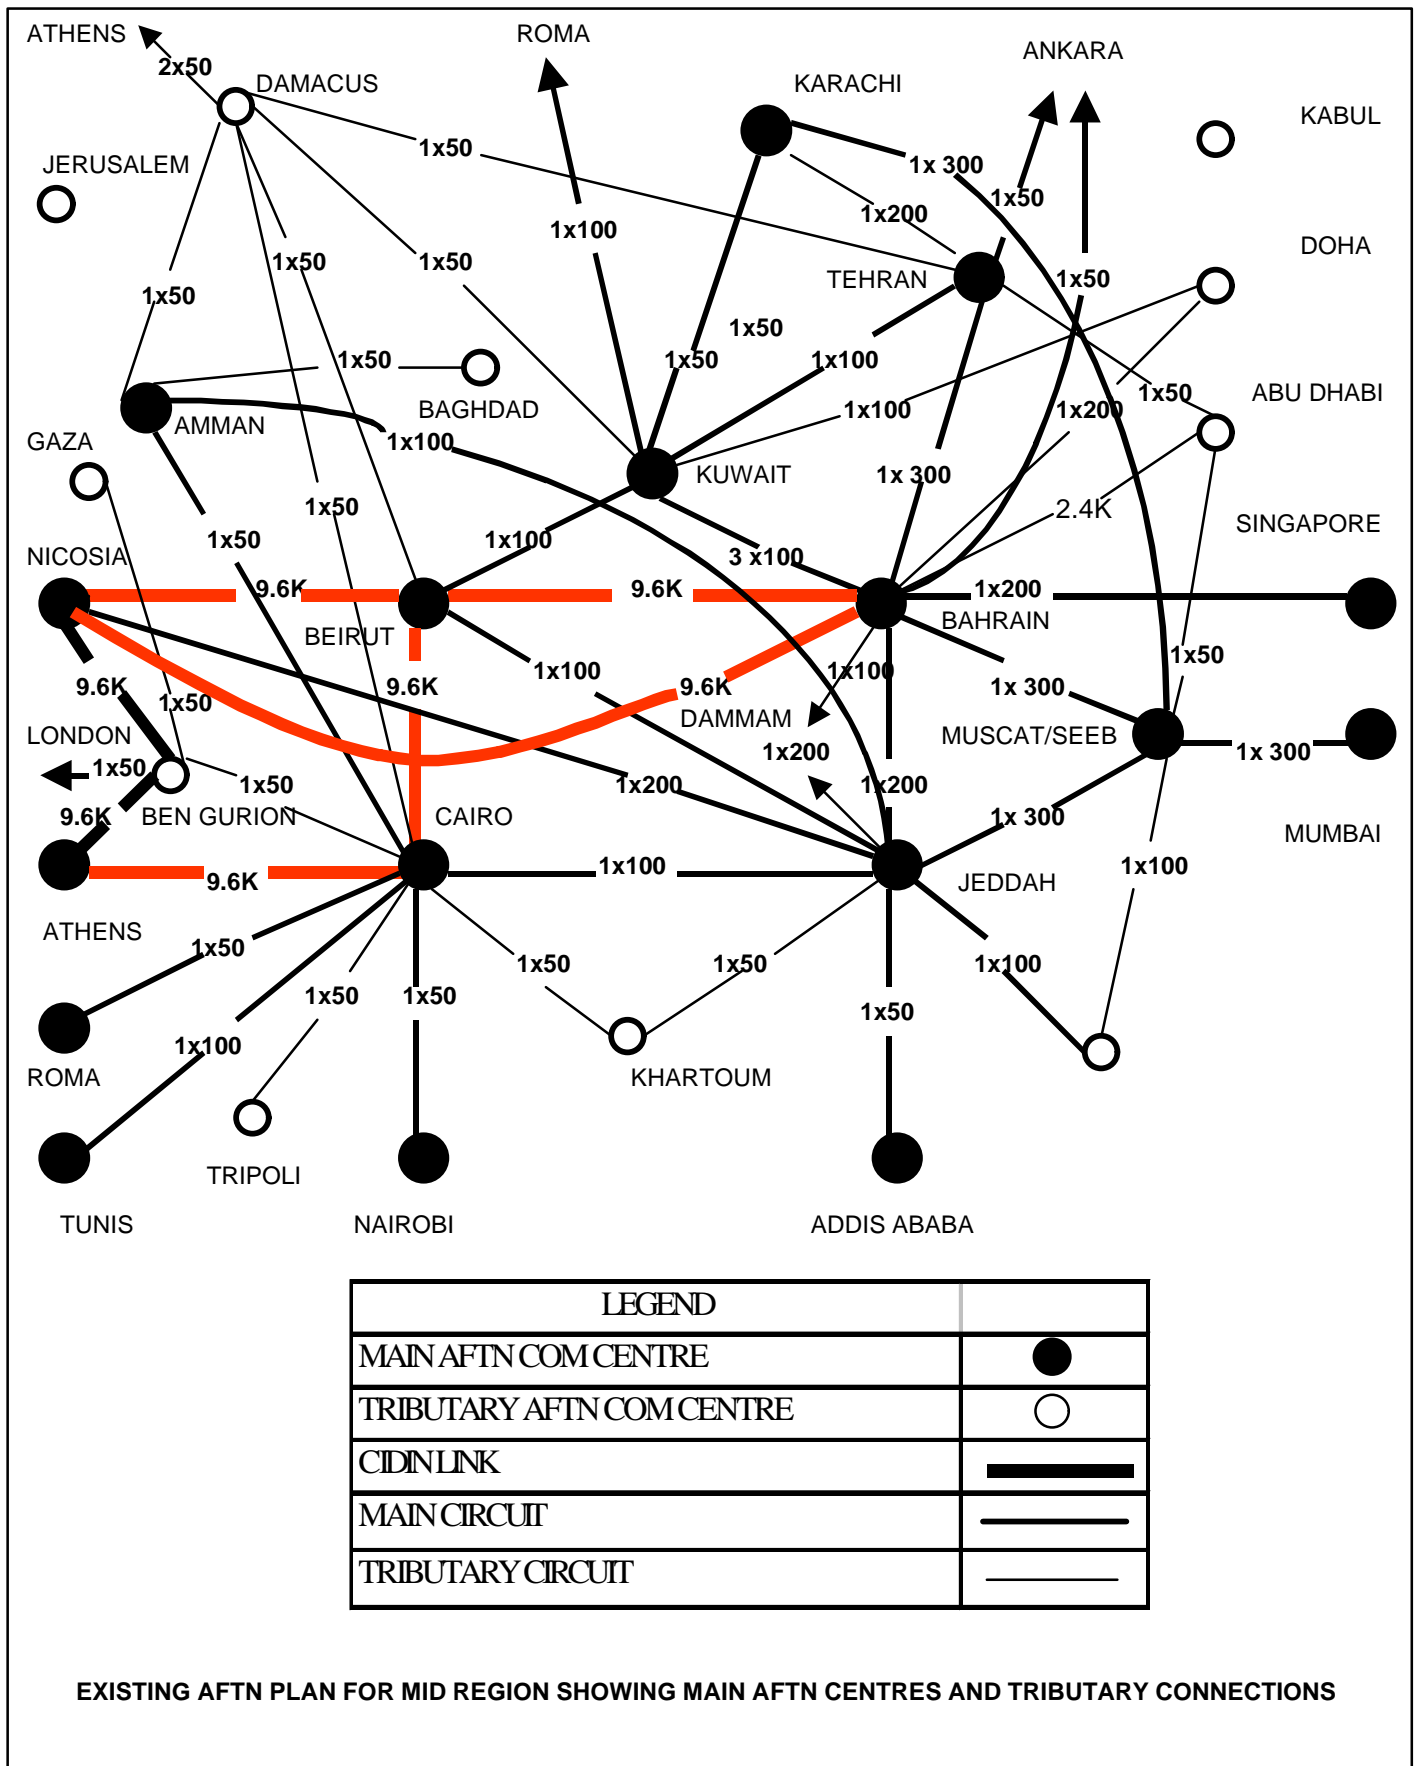 ATHENS
ROMA
ANKARA
2x50
DAMACUS
KARACHI
KABUL
1x50
JERUSALEM
1x 300
1x50
1x200
1x100
DOHA
1x50
1x50
TEHRAN
1x50
1x50
1x50
1x50
1x50
1x100
1x50
ABU DHABI
BAGHDAD
1x100
1x200
AMMAN
GAZA
1x100
KUWAIT
1x 300
1x50
2.4K
SINGAPORE
1x50
1x100
NICOSIA
3 x100
9.6K
9.6K
1x200
BEIRUT
BAHRAIN
1x50
1x100
1x100
9.6K
9.6K
9.6K
1x 300
1x50
DAMMAM
LONDON
MUSCAT/SEEB
1x200
1x 300
1x50
1x50
1x200
1x200
9.6K
BEN GURION
CAIRO
1x 300
MUMBAI
1x100
1x100
9.6K
JEDDAH
ATHENS
1x50
1x50
1x50
1x100
1x50
1x50
1x50
1x100
ROMA
KHARTOUM
TRIPOLI
TUNIS
NAIROBI
ADDIS ABABA
LEGEND
MAIN AFTN COM CENTRE
TRIBUTARY AFTN COM CENTRE
CIDIN LINK
MAIN CIRCUIT
TRIBUTARY CIRCUIT
EXISTING AFTN PLAN FOR MID REGION SHOWING MAIN AFTN CENTRES AND TRIBUTARY CONNECTIONS